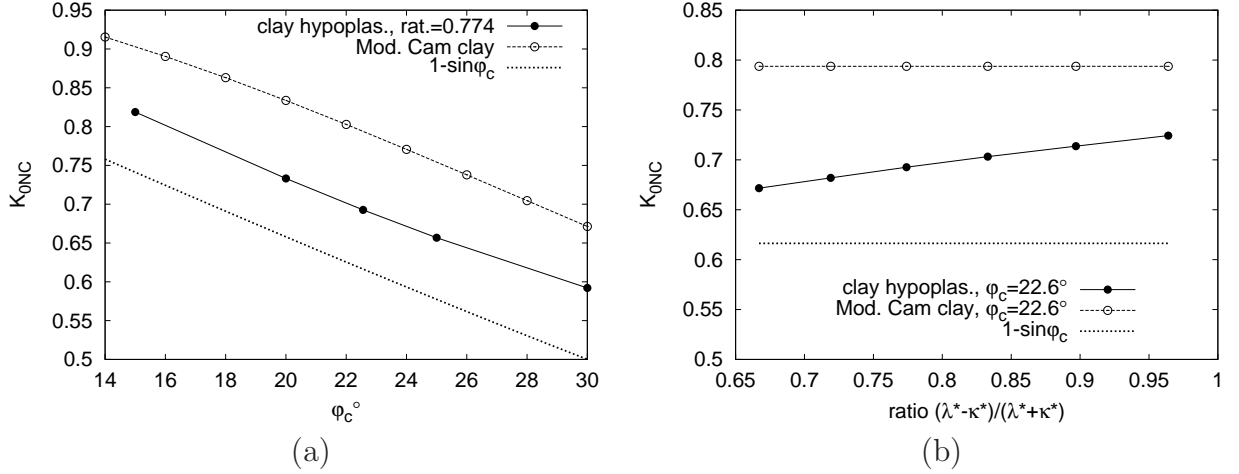 clay hypoplas., rat.=0.774
Mod. Cam clay
1-sinφc
0.95
0.9
0.85
0.8
0.75
0.7
0.65
0.6
0.55
0.5
K0NC
14 16 18 20 22 24 26 28 30
φc°
(a)
0.85
0.8
0.75
0.7
0.65
0.6
0.55
0.5
K0NC
clay hypoplas., φc=22.6°
Mod. Cam clay, φc=22.6°
1-sinφc
0.65 0.7 0.75 0.8 0.85 0.9 0.95 1
ratio (λ*-κ*)/(λ*+κ*)
(b)